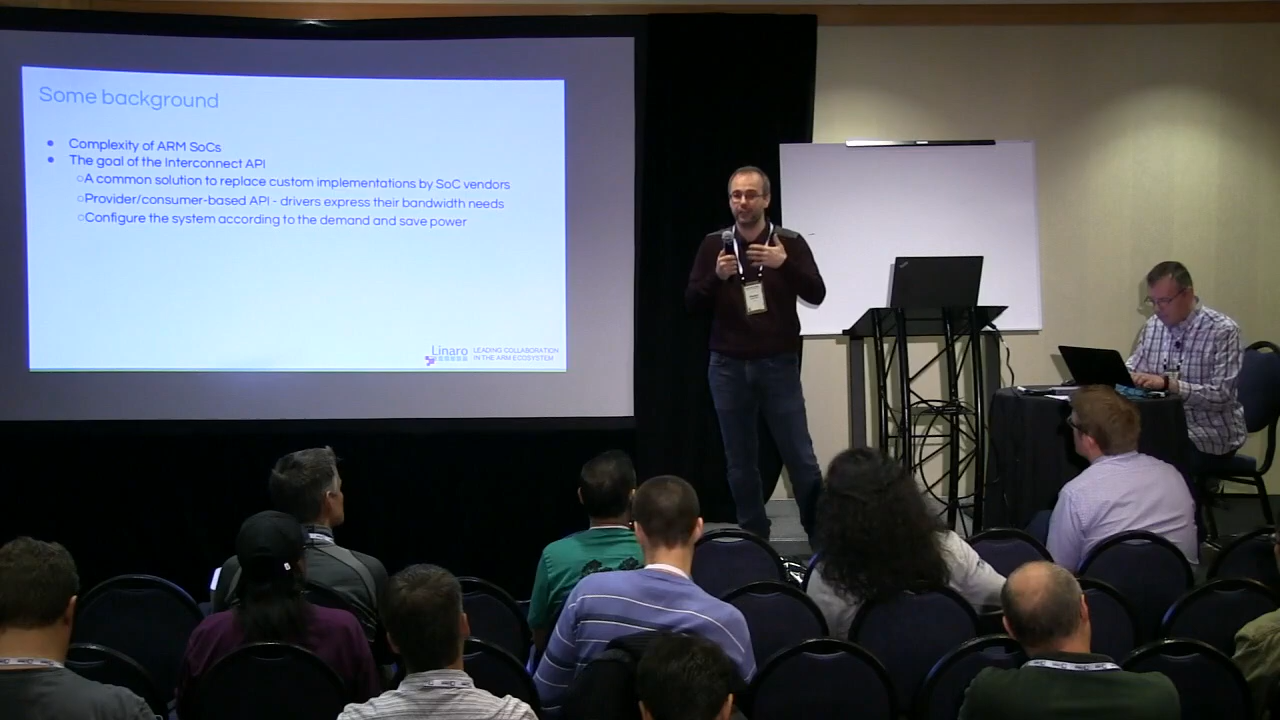 Some background
● Complexity of ARM SoCs
● The goal of the Interconnect API
○A common solution to replace custom implementations by SoC vendors
○Provider/consumer-based API - drivers express their bandwidth needs
○Configure the system according to the demand and save power
Linaro
LEADING COLLABORATION
IN THE ARM ECOSYSTEM